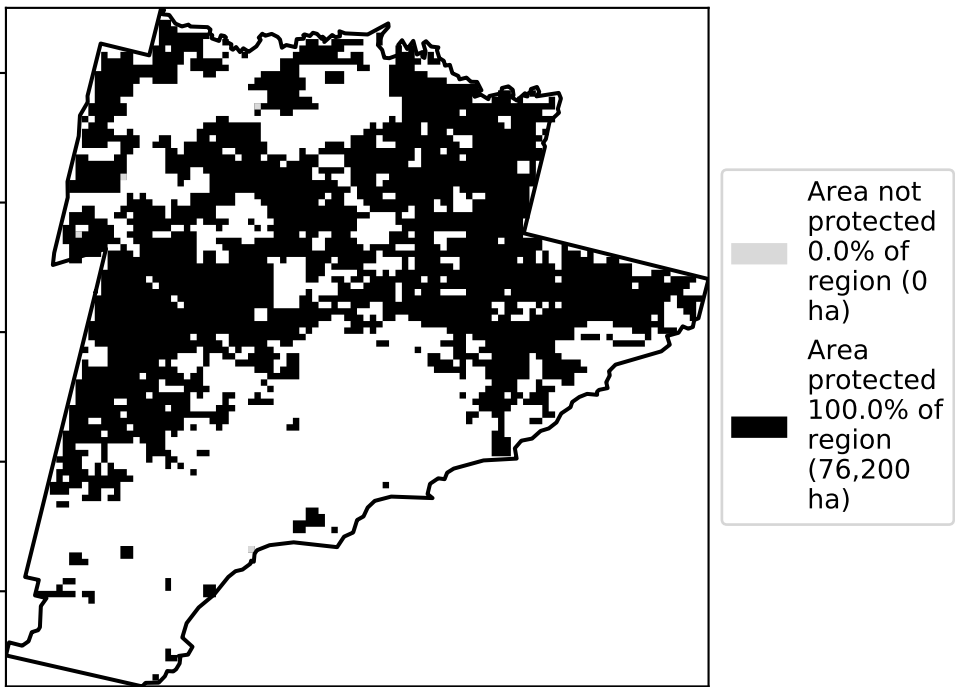 Area not
protected
0.0% of
region (0
ha)
Area
protected
100.0% of
region
(76,200
ha)